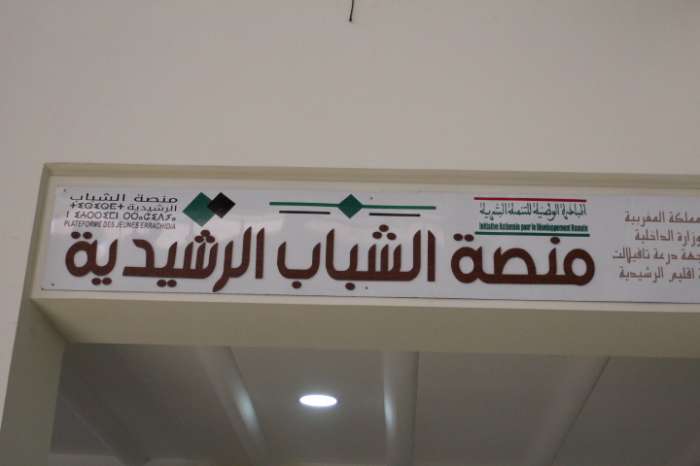 المملكة المغربية
وزارة الداخلية
جهة درعة تافيلالت
إقليم الرشيدية
المبادرة الوطنية للتنمية البشرية
Initiative Nationale pour le Développement Humain
منصة الشباب
الرشيدية
PLATEFORME DES JEUNES ERRACHIDIA
منصة الشباب الرشيدية